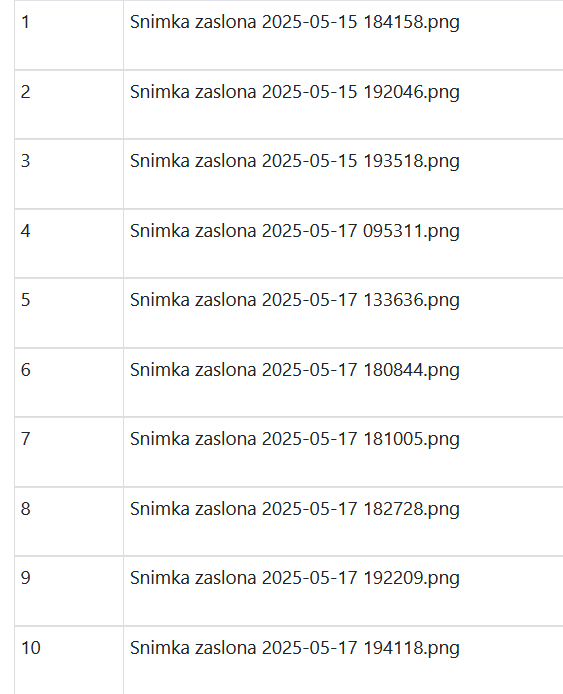 1 Snimka zaslona 2025-05-15 184158.png
2 Snimka zaslona 2025-05-15 192046.png
3 Snimka zaslona 2025-05-15 193518.png
4 Snimka zaslona 2025-05-17 095311.png
5 Snimka zaslona 2025-05-17 133636.png
6 Snimka zaslona 2025-05-17 180844.png
7 Snimka zaslona 2025-05-17 181005.png
8 Snimka zaslona 2025-05-17 182728.png
9 Snimka zaslona 2025-05-17 192209.png
10 Snimka zaslona 2025-05-17 194118.png